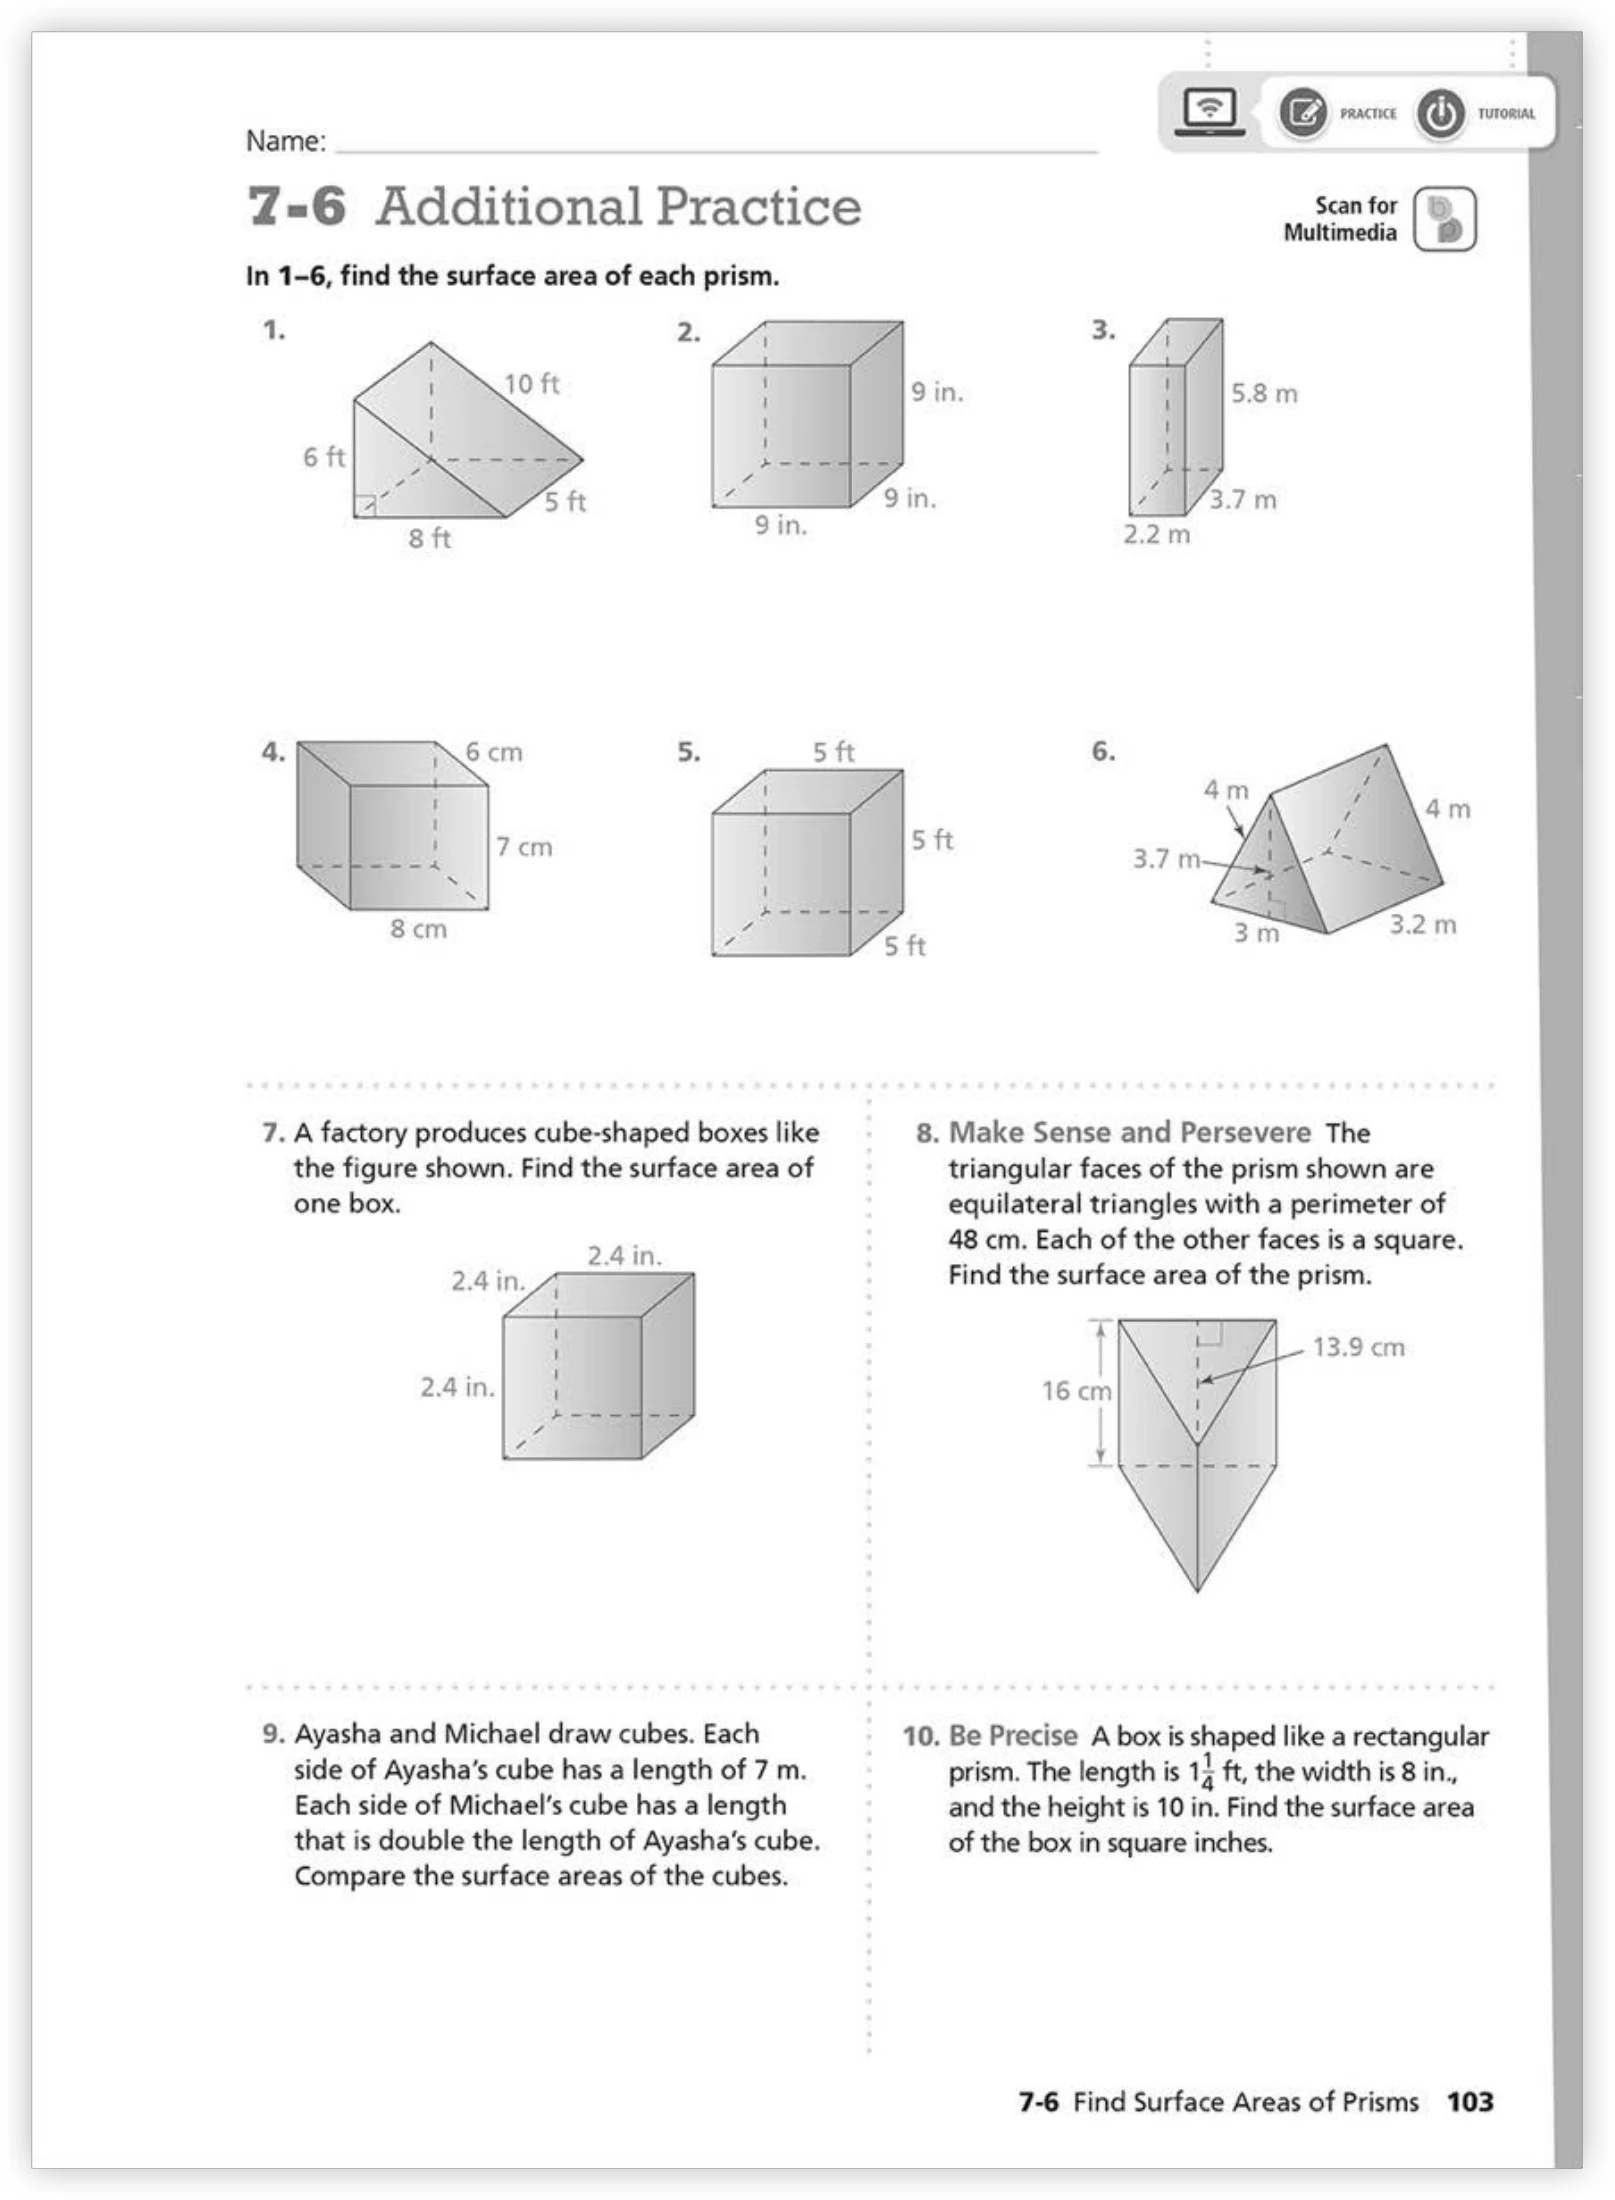 PRACTICE
TUTORIAL
Name:
7-6 Additional Practice
Scan for
Multimedia
In 1–6, find the surface area of each prism.
1.
10 ft
6 ft
5 ft
8 ft
2.
9 in.
9 in.
9 in.
3.
5.8 m
3.7 m
2.2 m
4.
6 cm
7 cm
8 cm
5.
5 ft
5 ft
5 ft
6.
4 m
4 m
3.7 m
3 m
3.2 m
7. A factory produces cube-shaped boxes like
the figure shown. Find the surface area of
one box.
2.4 in.
2.4 in.
2.4 in.
8. Make Sense and Persevere The
triangular faces of the prism shown are
equilateral triangles with a perimeter of
48 cm. Each of the other faces is a square.
Find the surface area of the prism.
13.9 cm
16 cm
9. Ayasha and Michael draw cubes. Each
side of Ayasha’s cube has a length of 7 m.
Each side of Michael’s cube has a length
that is double the length of Ayasha’s cube.
Compare the surface areas of the cubes.
10. Be Precise A box is shaped like a rectangular
prism. The length is 1 1/4 ft, the width is 8 in.,
and the height is 10 in. Find the surface area
of the box in square inches.
7-6 Find Surface Areas of Prisms 103